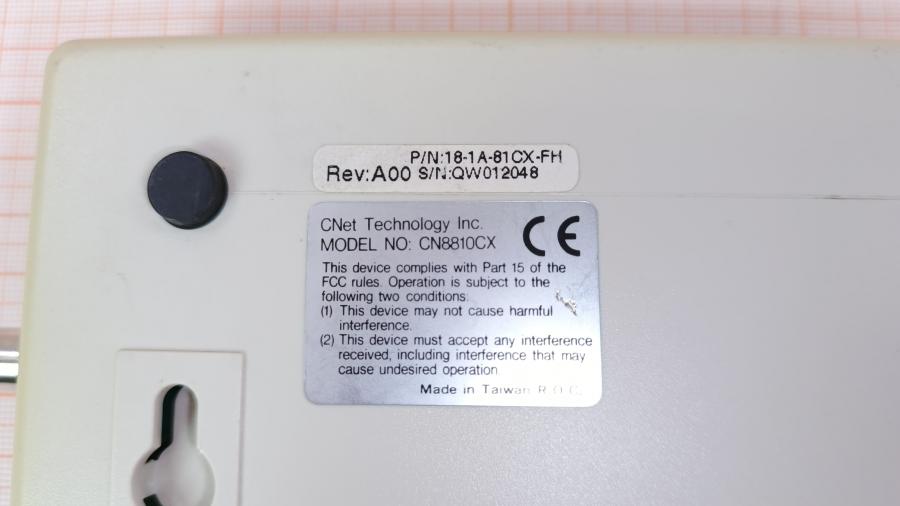 P/N:18-1A-81CX-FH
Rev:A00 S/N:QW012048
CNet Technology Inc.
MODEL NO: CN8810CX
CE
This device complies with Part 15 of the
FCC rules. Operation is subject to the
following two conditions:
(1) This device may not cause harmful
interference.
(2) This device must accept any interference
received, including interference that may
cause undesired operation.
Made in Taiwan R.O.C.